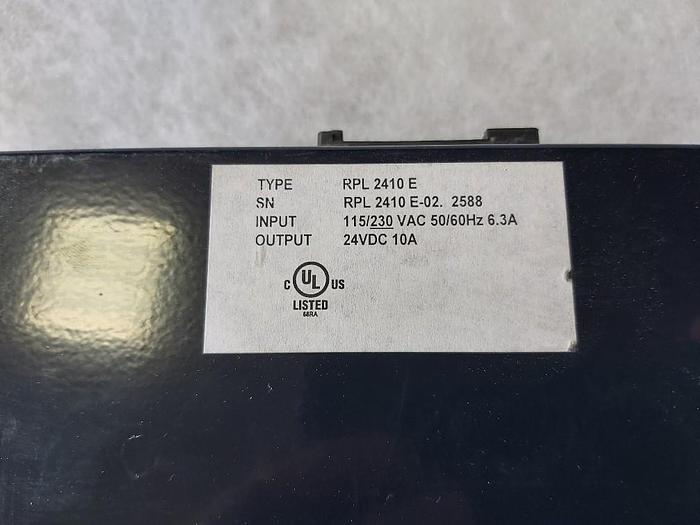 TYPE RPL 2410 E
SN RPL 2410 E-02. 2588
INPUT 115/230 VAC 50/60Hz 6.3A
OUTPUT 24VDC 10A
C UL US
LISTED
68RA